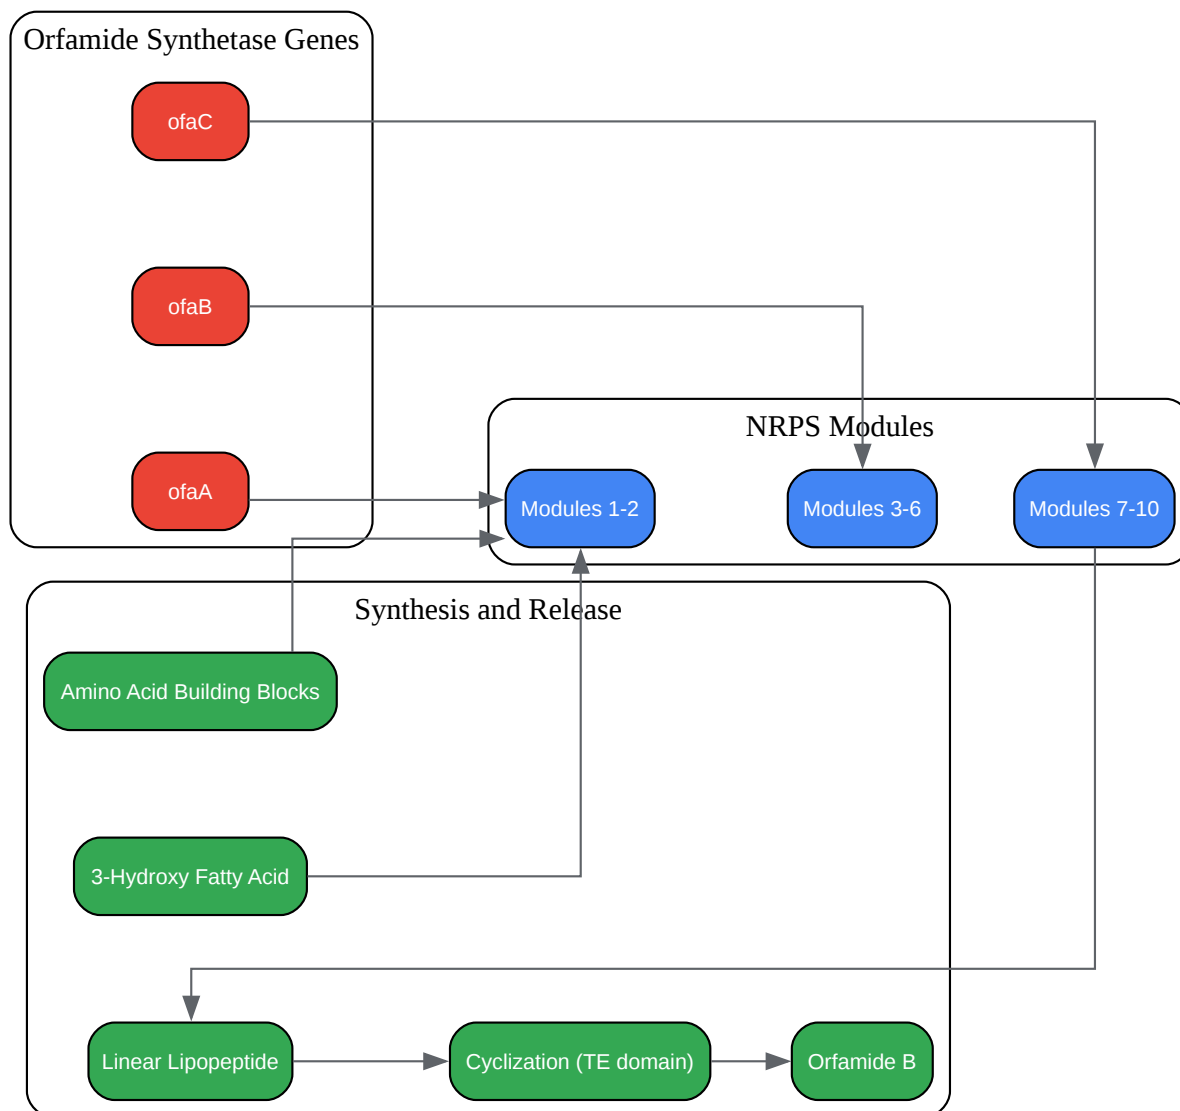 Orfamide Synthetase Genes
ofaC
ofaB
ofaA
NRPS Modules
Modules 1-2
Modules 3-6
Modules 7-10
Synthesis and Release
Amino Acid Building Blocks
3-Hydroxy Fatty Acid
Linear Lipopeptide
Cyclization (TE domain)
Orfamide B